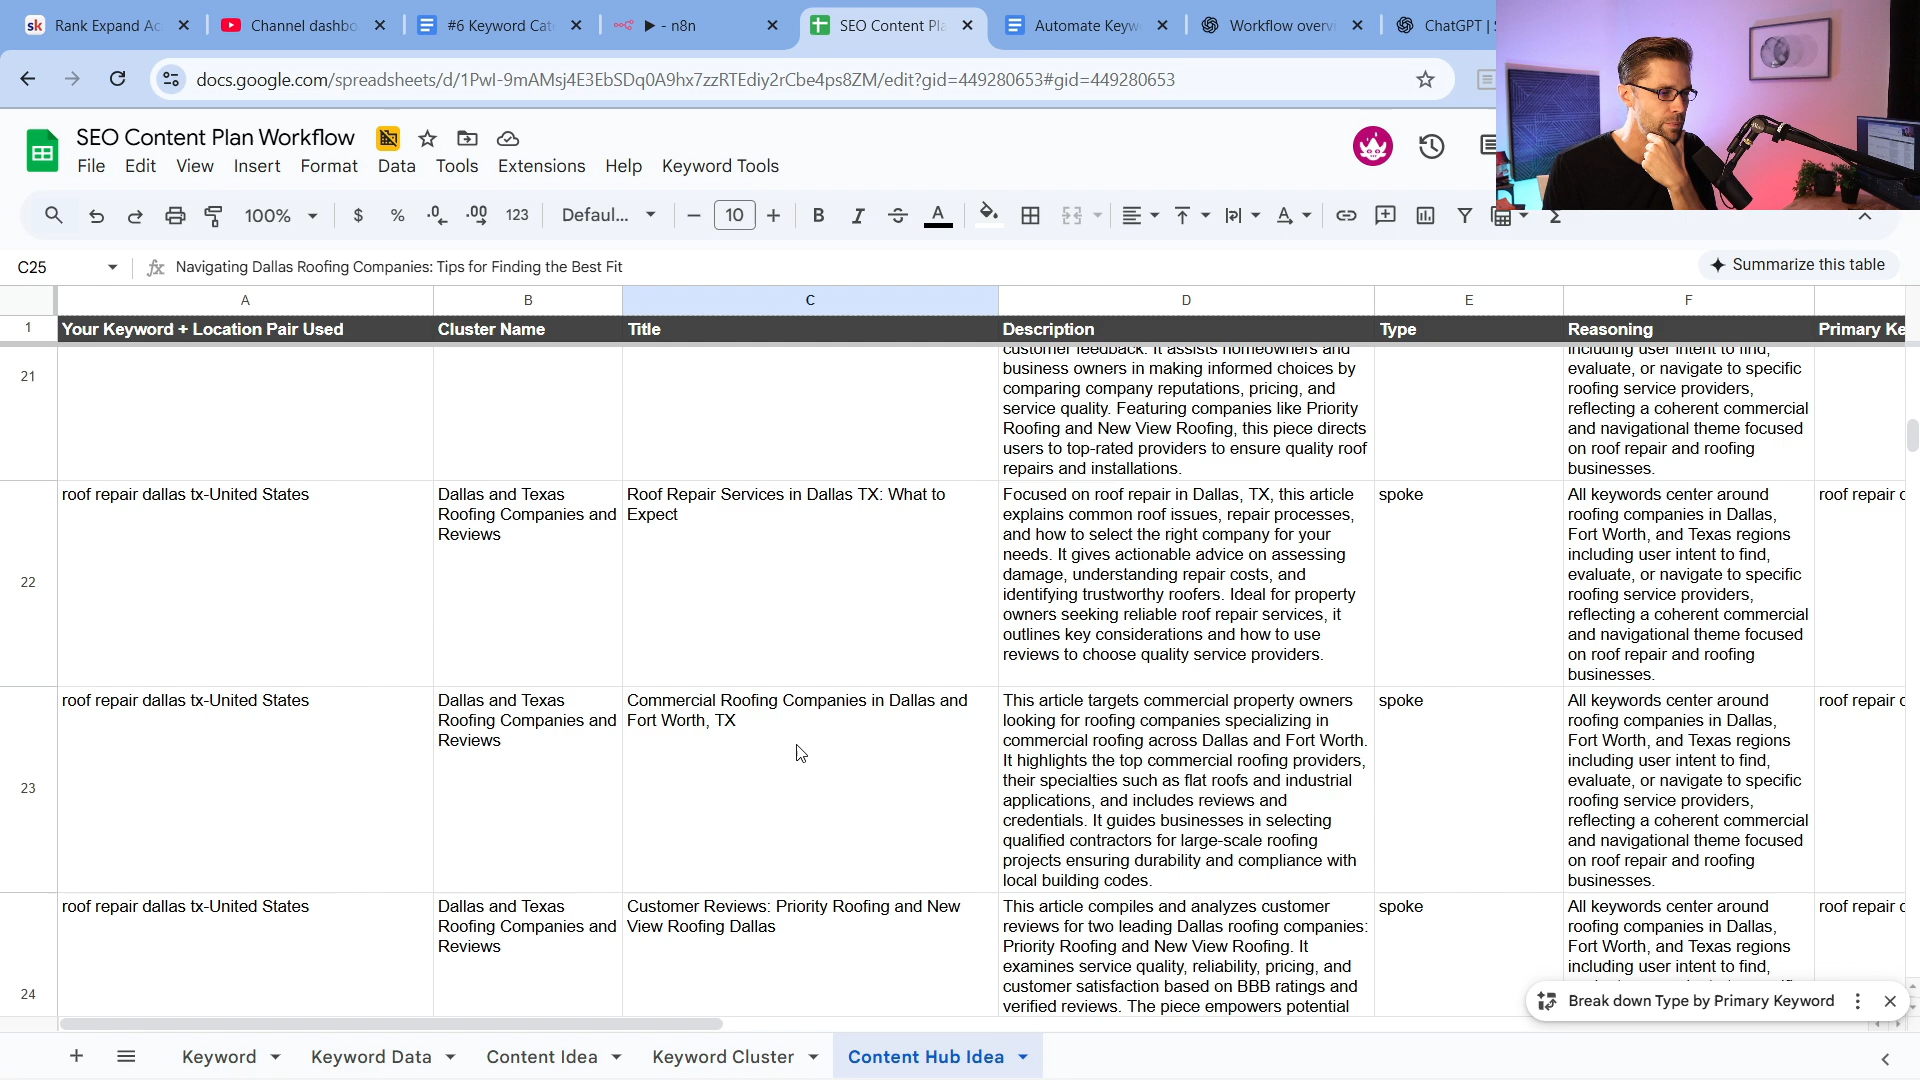 sk Rank Expand Ac
Channel dashbo
#6 Keyword Cat
▶ - n8n
SEO Content Pla
Automate Keyw
Workflow overv
ChatGPT | S
docs.google.com/spreadsheets/d/1PwI-9mAMsj4E3EbSDq0A9hx7zzRTEdiy2rCbe4ps8ZM/edit?gid=449280653#gid=449280653
SEO Content Plan Workflow
File Edit View Insert Format Data Tools Extensions Help Keyword Tools
100% $ % .0 .00 123 Defaul... 10 B I S A
C25
fx Navigating Dallas Roofing Companies: Tips for Finding the Best Fit
Summarize this table
A B C D E F
1 Your Keyword + Location Pair Used Cluster Name Title Description Type Reasoning Primary Ke
21
customer feedback. It assists homeowners and
business owners in making informed choices by
comparing company reputations, pricing, and
service quality. Featuring companies like Priority
Roofing and New View Roofing, this piece directs
users to top-rated providers to ensure quality roof
repairs and installations.
including user intent to find,
evaluate, or navigate to specific
roofing service providers,
reflecting a coherent commercial
and navigational theme focused
on roof repair and roofing
businesses.
22
roof repair dallas tx-United States
Dallas and Texas
Roofing Companies and
Reviews
Roof Repair Services in Dallas TX: What to
Expect
Focused on roof repair in Dallas, TX, this article
explains common roof issues, repair processes,
and how to select the right company for your
needs. It gives actionable advice on assessing
damage, understanding repair costs, and
identifying trustworthy roofers. Ideal for property
owners seeking reliable roof repair services, it
outlines key considerations and how to use
reviews to choose quality service providers.
spoke
All keywords center around
roofing companies in Dallas,
Fort Worth, and Texas regions
including user intent to find,
evaluate, or navigate to specific
roofing service providers,
reflecting a coherent commercial
and navigational theme focused
on roof repair and roofing
businesses.
roof repair c
23
roof repair dallas tx-United States
Dallas and Texas
Roofing Companies and
Reviews
Commercial Roofing Companies in Dallas and
Fort Worth, TX
This article targets commercial property owners
looking for roofing companies specializing in
commercial roofing across Dallas and Fort Worth.
It highlights the top commercial roofing providers,
their specialties such as flat roofs and industrial
applications, and includes reviews and
credentials. It guides businesses in selecting
qualified contractors for large-scale roofing
projects ensuring durability and compliance with
local building codes.
spoke
All keywords center around
roofing companies in Dallas,
Fort Worth, and Texas regions
including user intent to find,
evaluate, or navigate to specific
roofing service providers,
reflecting a coherent commercial
and navigational theme focused
on roof repair and roofing
businesses.
roof repair c
24
roof repair dallas tx-United States
Dallas and Texas
Roofing Companies and
Reviews
Customer Reviews: Priority Roofing and New
View Roofing Dallas
This article compiles and analyzes customer
reviews for two leading Dallas roofing companies:
Priority Roofing and New View Roofing. It
examines service quality, reliability, pricing, and
customer satisfaction based on BBB ratings and
verified reviews. The piece empowers potential
spoke
All keywords center around
roofing companies in Dallas,
Fort Worth, and Texas regions
including user intent to find,
roof repair c
Break down Type by Primary Keyword
Keyword Keyword Data Content Idea Keyword Cluster Content Hub Idea